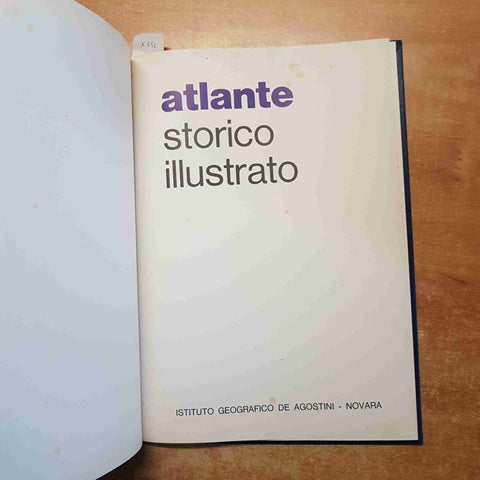 atlante
storico
illustrato
ISTITUTO GEOGRAFICO DE AGOSTINI - NOVARA